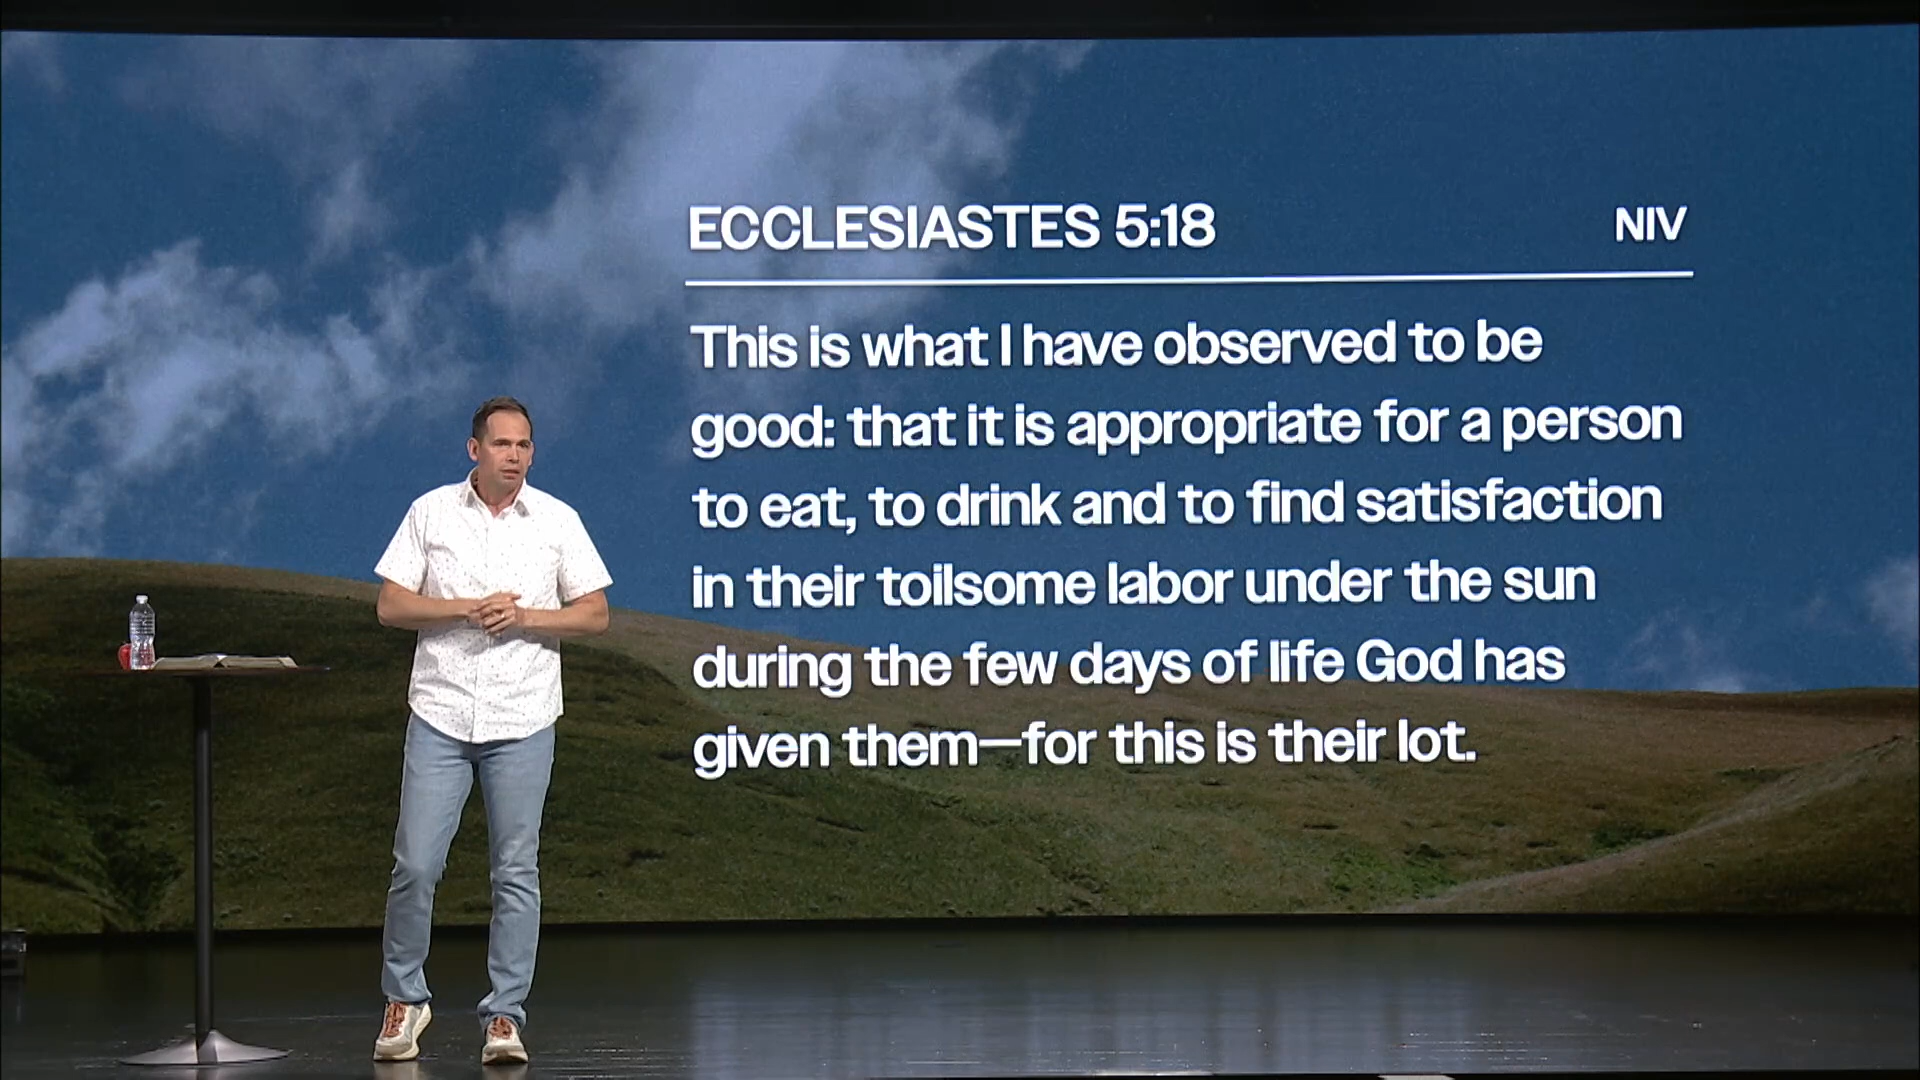 ECCLESIASTES 5:18 NIV
This is what I have observed to be
good: that it is appropriate for a person
to eat, to drink and to find satisfaction
in their toilsome labor under the sun
during the few days of life God has
given them—for this is their lot.